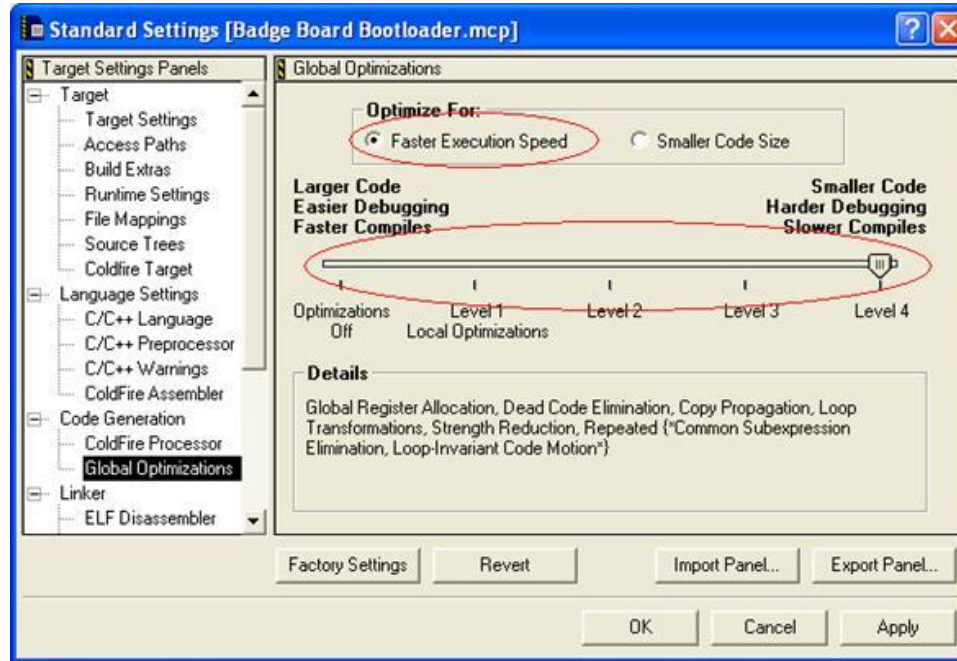 Standard Settings [Badge Board Bootloader.mcp]
Target Settings Panels
Target
Target Settings
Access Paths
Build Extras
Runtime Settings
File Mappings
Source Trees
Coldfire Target
Language Settings
C/C++ Language
C/C++ Preprocessor
C/C++ Warnings
ColdFire Assembler
Code Generation
ColdFire Processor
Global Optimizations
Linker
ELF Disassembler
Global Optimizations
Optimize For:
Faster Execution Speed
Smaller Code Size
Larger Code
Easier Debugging
Faster Compiles
Smaller Code
Harder Debugging
Slower Compiles
Optimizations Off
Level 1
Local Optimizations
Level 2
Level 3
Level 4
Details
Global Register Allocation, Dead Code Elimination, Copy Propagation, Loop
Transformations, Strength Reduction, Repeated {*Common Subexpression
Elimination, Loop-Invariant Code Motion*}
Factory Settings
Revert
Import Panel...
Export Panel...
OK
Cancel
Apply